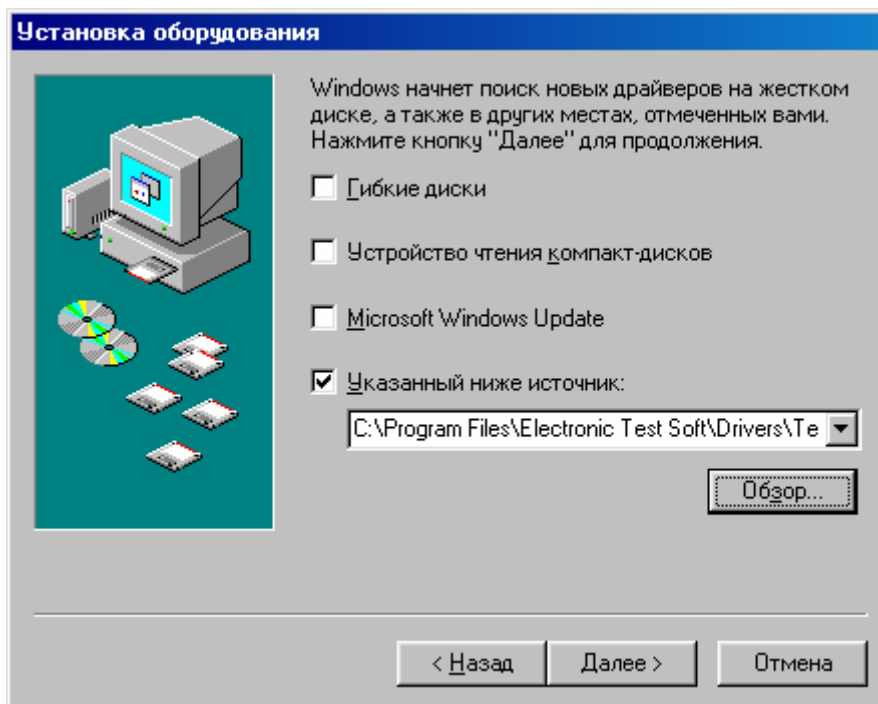 Установка оборудования
Windows начнет поиск новых драйверов на жестком
диске, а также в других местах, отмеченных вами.
Нажмите кнопку "Далее" для продолжения.
Гибкие диски
Устройство чтения компакт-дисков
Microsoft Windows Update
Указанный ниже источник:
C:\Program Files\Electronic Test Soft\Drivers\Te
Обзор...
< Назад
Далее >
Отмена